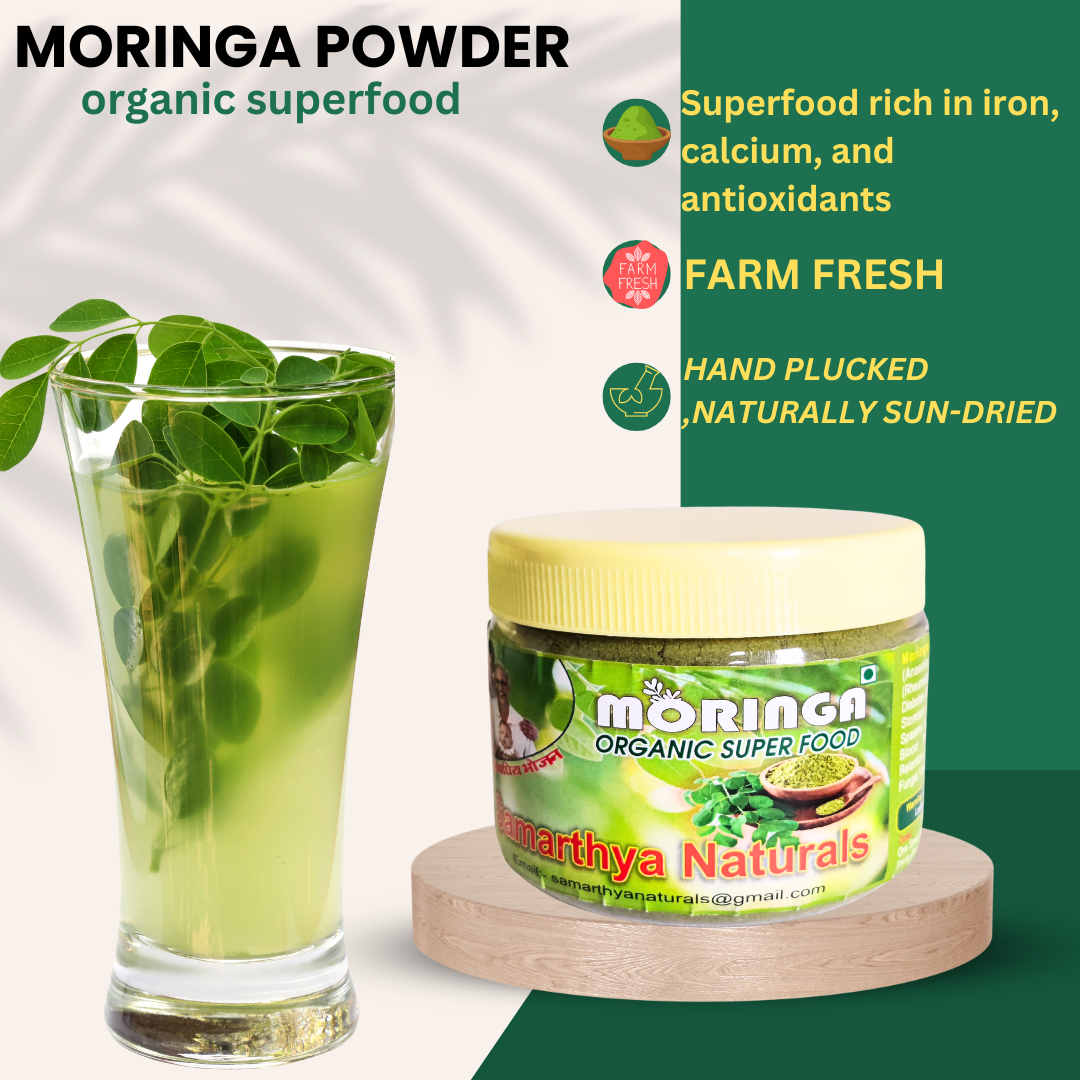 MORINGA POWDER
organic superfood
Superfood rich in iron,
calcium, and
antioxidants
FARM
FRESH
FARM FRESH
HAND PLUCKED
,NATURALLY SUN-DRIED
MORINGA
ORGANIC SUPER FOOD
भोजन
Samarthya Naturals
Email:- samarthyanaturals@gmail.com